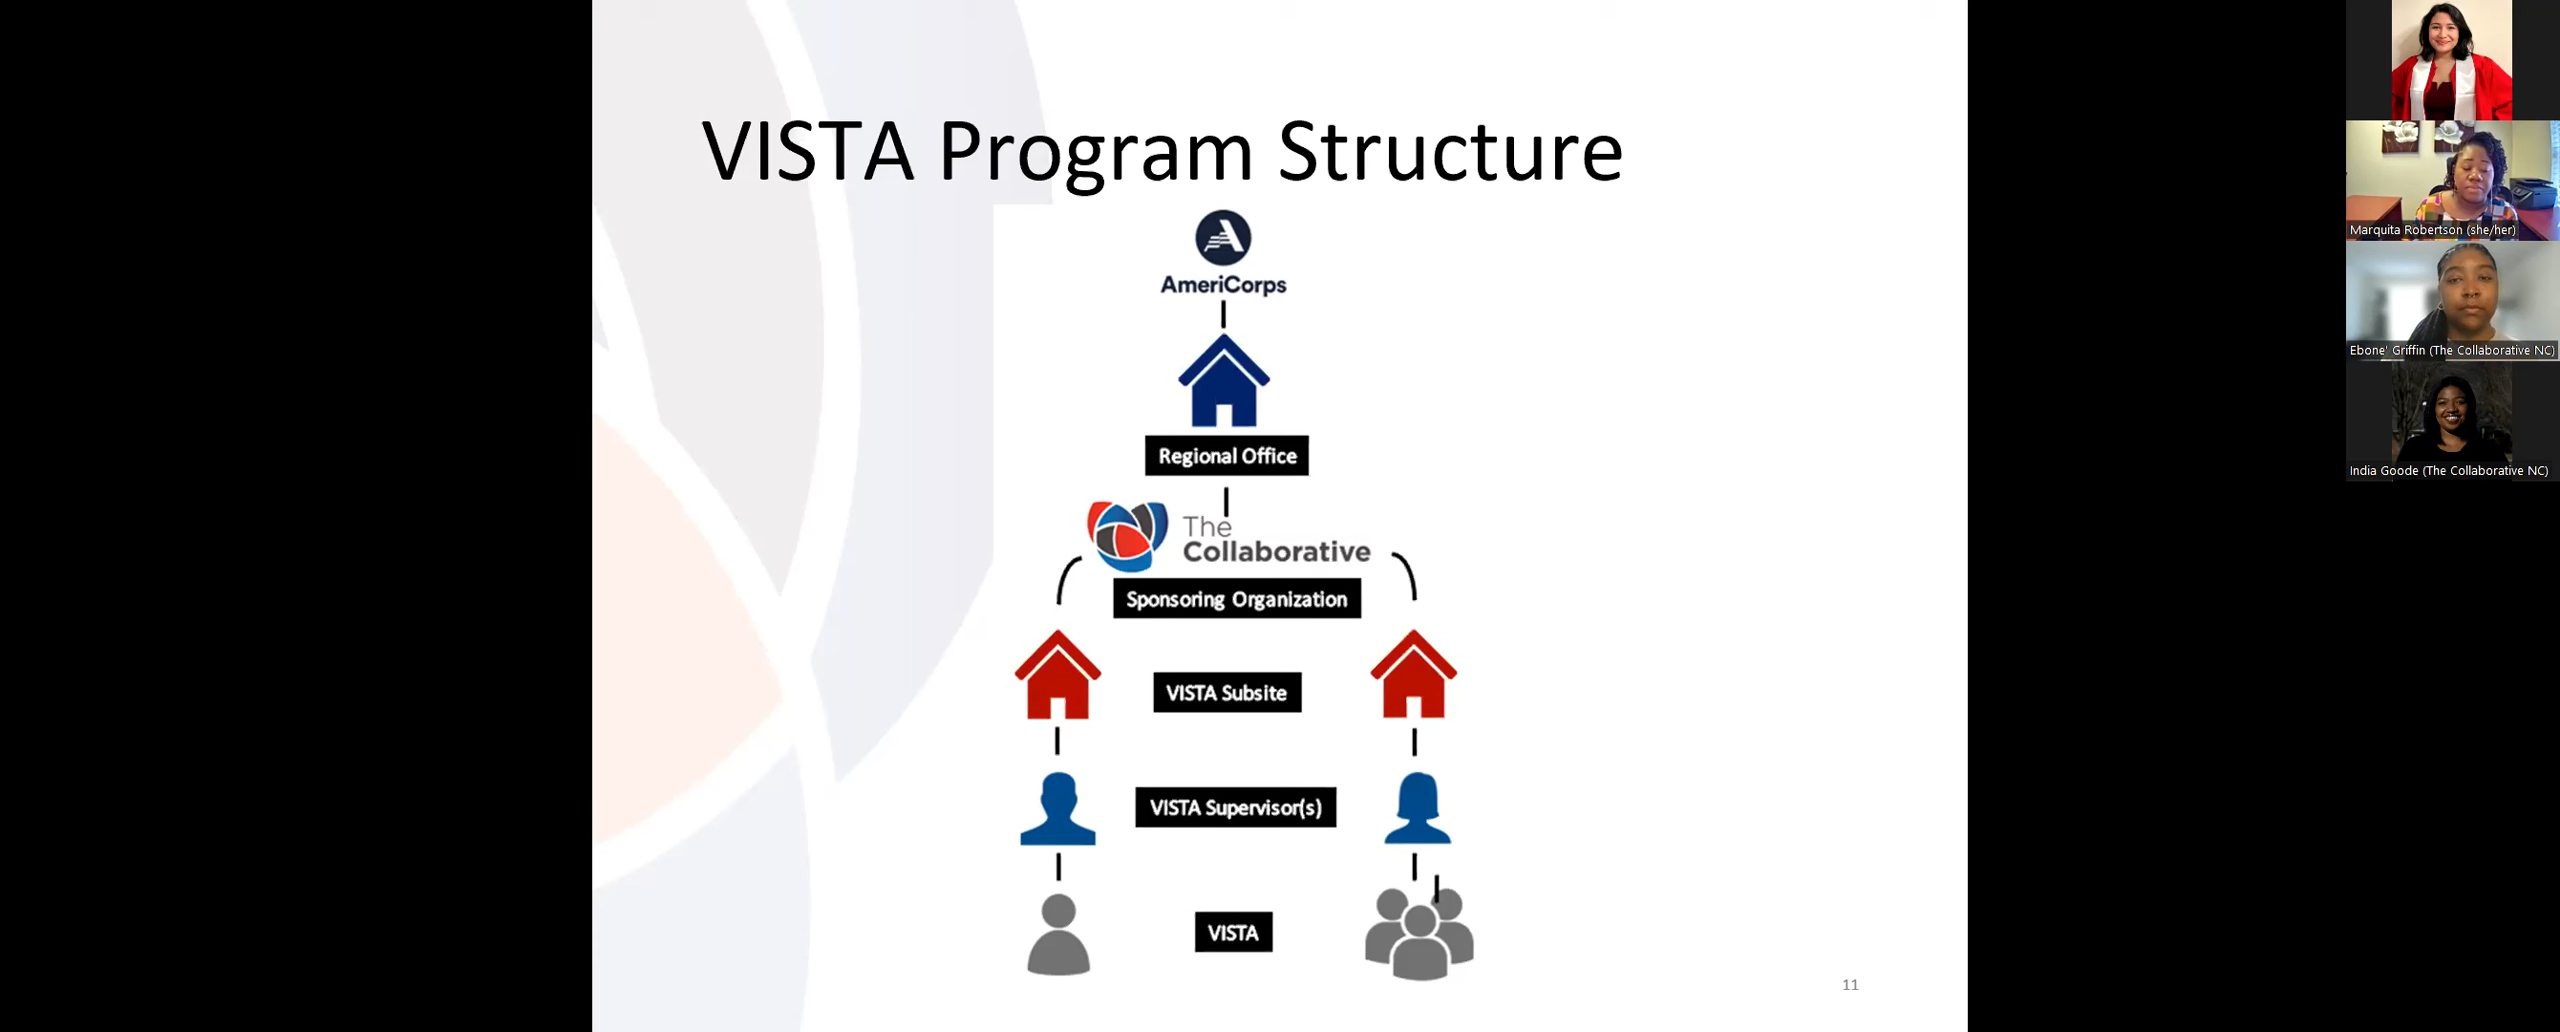 VISTA Program Structure
AmeriCorps
Regional Office
The
Collaborative
Sponsoring Organization
VISTA Subsite
VISTA Supervisor(s)
VISTA
11
Marquita Robertson (she/her)
Ebone' Griffin (The Collaborative NC)
India Goode (The Collaborative NC)